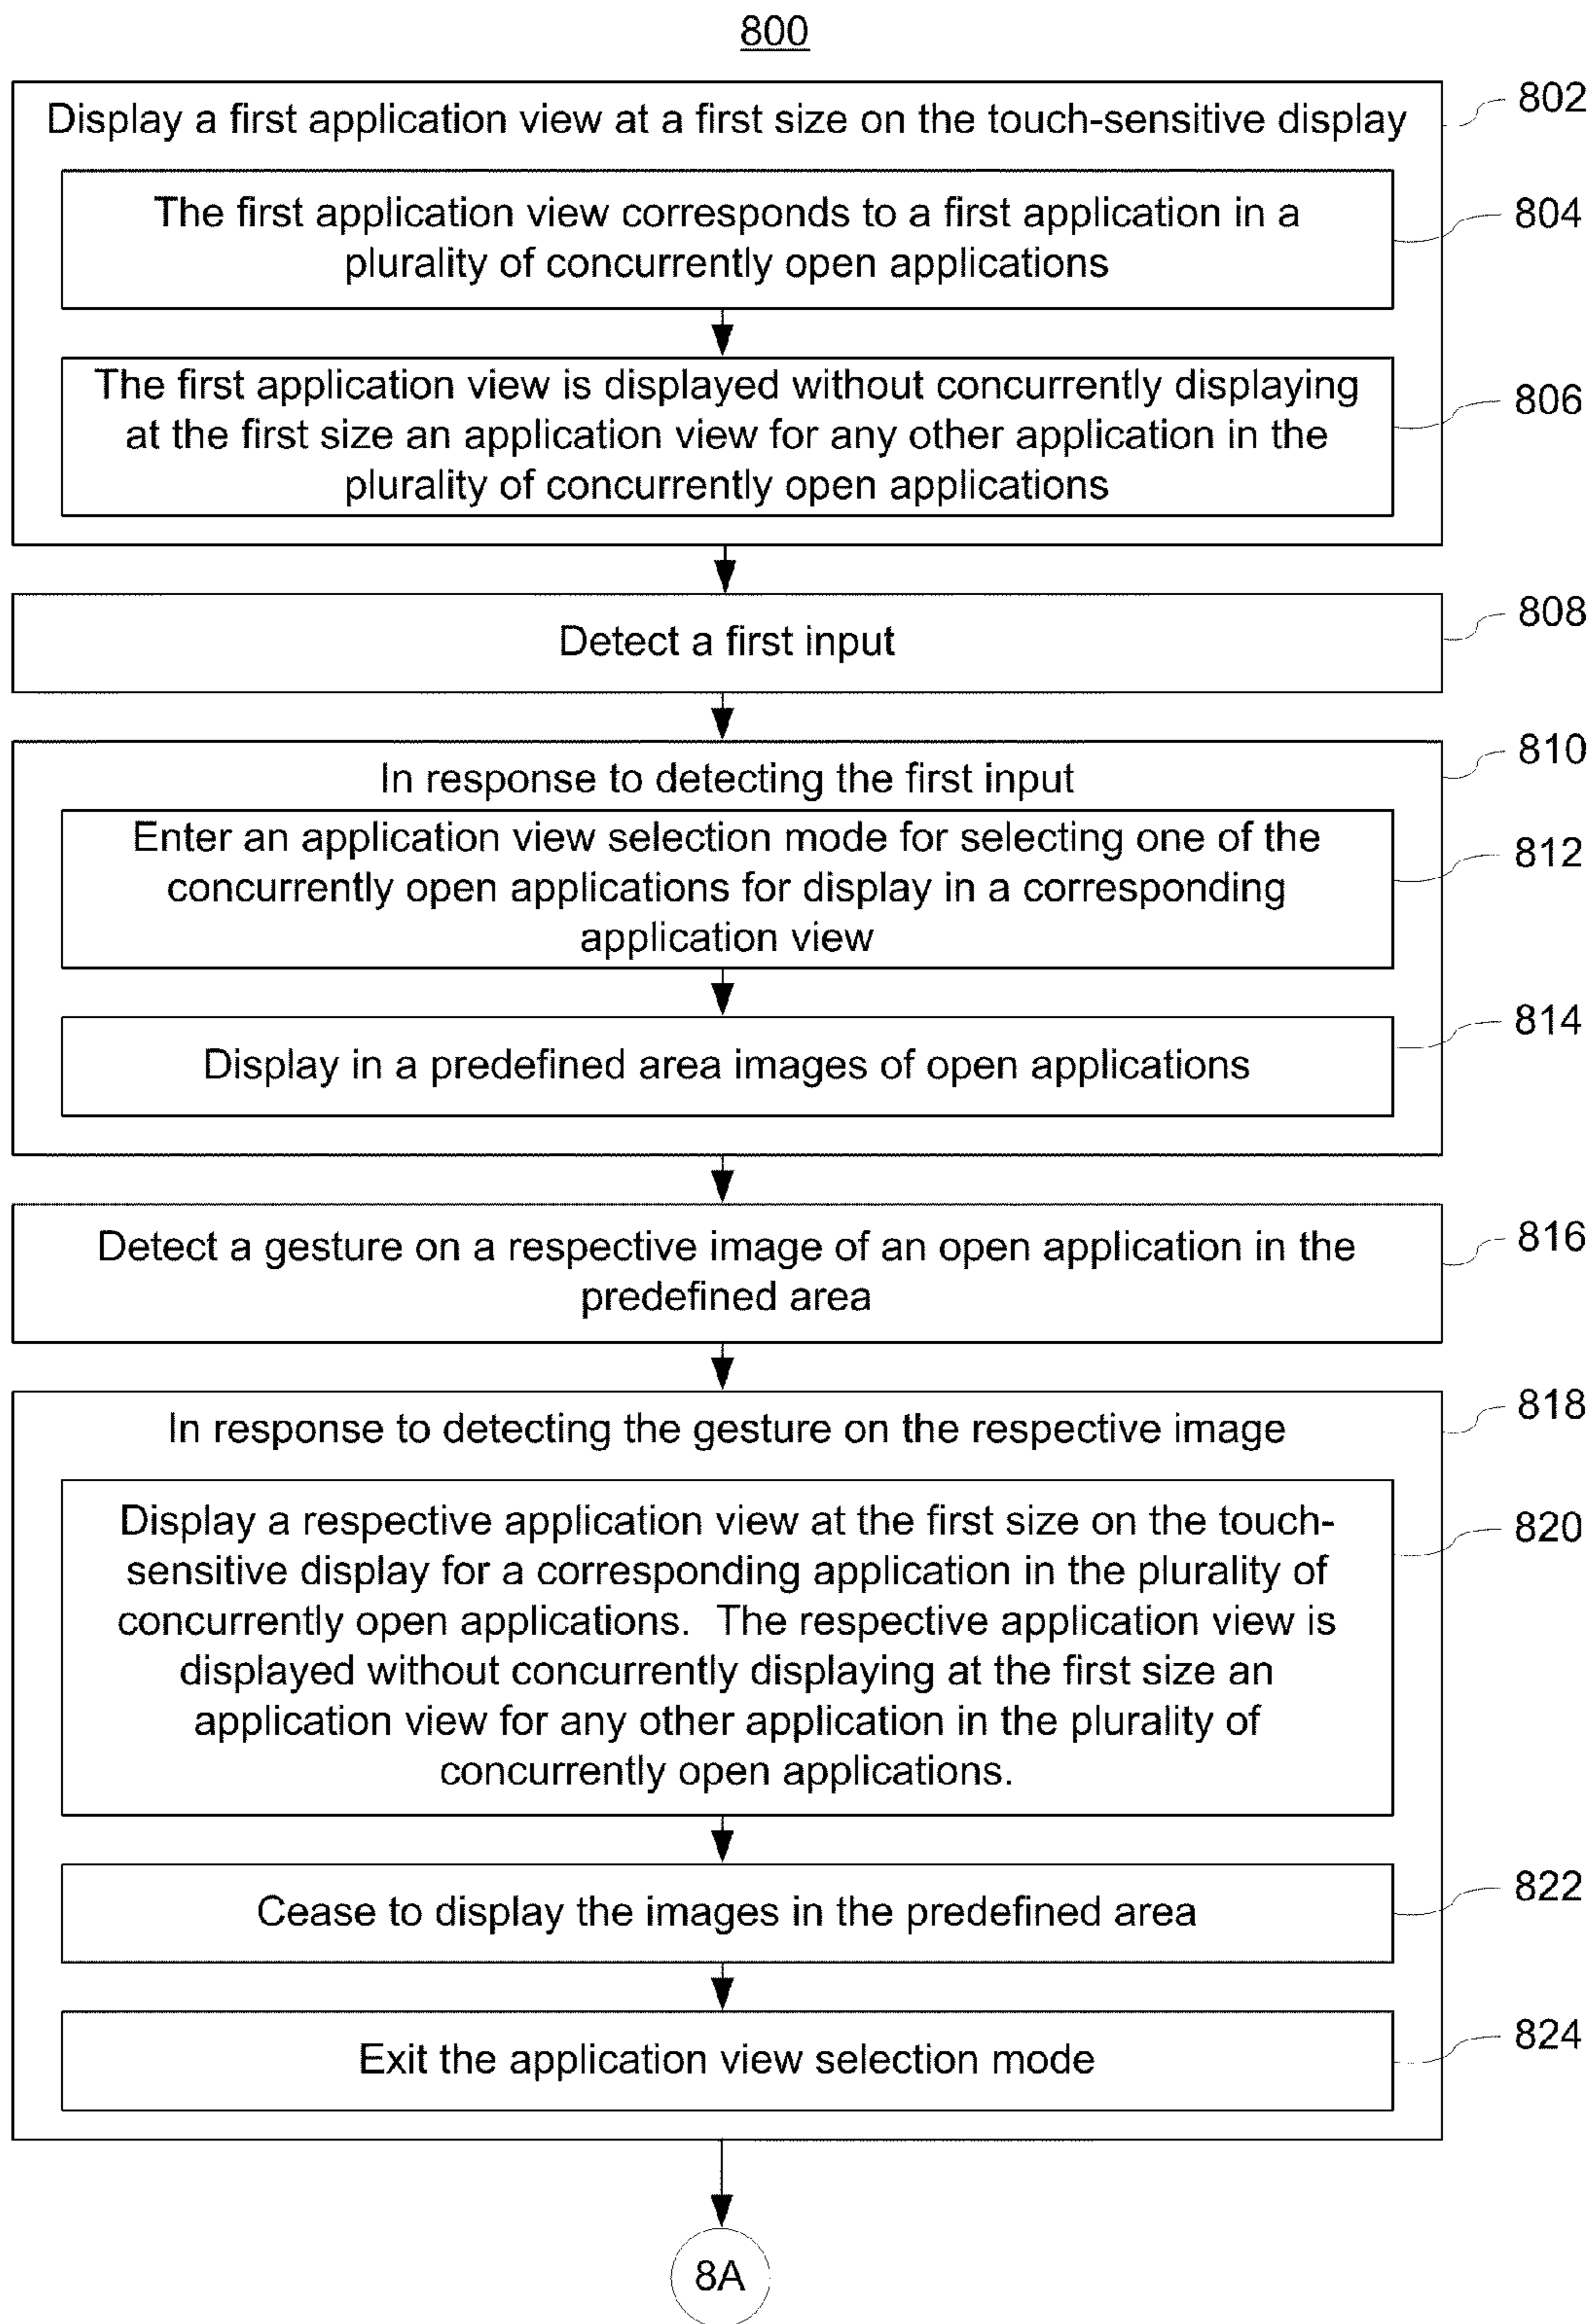 800
Display a first application view at a first size on the touch-sensitive display
802
The first application view corresponds to a first application in a
plurality of concurrently open applications
804
The first application view is displayed without concurrently displaying
at the first size an application view for any other application in the
plurality of concurrently open applications
806
Detect a first input
808
In response to detecting the first input
810
Enter an application view selection mode for selecting one of the
concurrently open applications for display in a corresponding
application view
812
Display in a predefined area images of open applications
814
Detect a gesture on a respective image of an open application in the
predefined area
816
In response to detecting the gesture on the respective image
818
Display a respective application view at the first size on the touch-
sensitive display for a corresponding application in the plurality of
concurrently open applications.  The respective application view is
displayed without concurrently displaying at the first size an
application view for any other application in the plurality of
concurrently open applications.
820
Cease to display the images in the predefined area
822
Exit the application view selection mode
824
8A